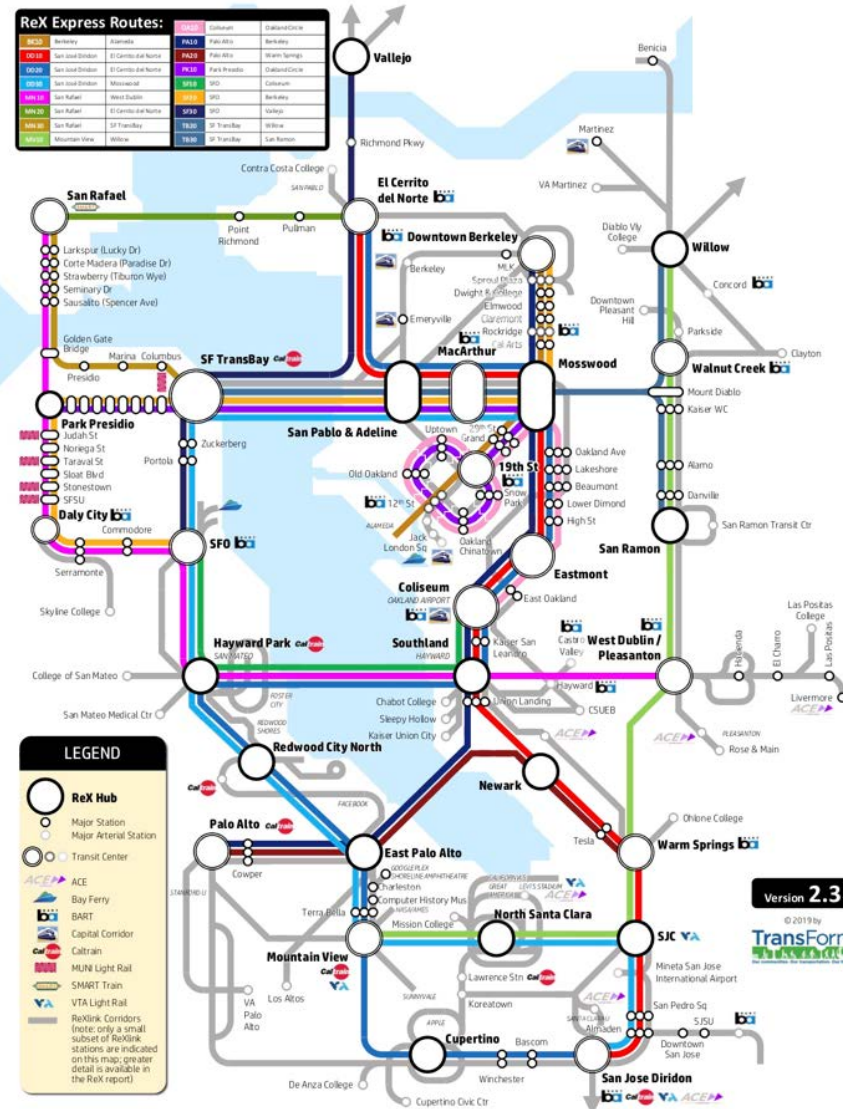 ReX Express Routes:
BK10 Berkeley Alameda
DD10 San José Diridon El Cerrito del Norte
DD20 San José Diridon El Cerrito del Norte
DD30 San José Diridon Mosswood
MN10 San Rafael West Dublin
MN20 San Rafael El Cerrito del Norte
MN30 San Rafael SF TransBay
MV10 Mountain View Willow
OA10 Coliseum Oakland Circle
PA10 Palo Alto Berkeley
PA20 Palo Alto Warm Springs
PK10 Park Presidio Oakland Circle
SF10 SFO Coliseum
SF20 SFO Berkeley
SF30 SFO Vallejo
TB20 SF TransBay Willow
TB30 SF TransBay San Ramon
Vallejo
Benicia
Richmond Pkwy
Martinez
Contra Costa College
SAN PABLO
VA Martinez
San Rafael
El Cerrito
del Norte
Point
Richmond
Pullman
Downtown Berkeley
Diablo Vly
College
Willow
Larkspur (Lucky Dr)
Corte Madera (Paradise Dr)
Strawberry (Tiburon Wye)
Seminary Dr
Sausalito (Spencer Ave)
Berkeley
MLK
Sproul Plaza
Dwight & College
Elmwood
Claremont
Rockridge
Cal Arts
Concord
Downtown
Pleasant
Hill
Parkside
Emeryville
Golden Gate
Bridge
Presidio
Marina
Columbus
SF TransBay
MacArthur
Mosswood
Walnut Creek
Clayton
Mount Diablo
Kaiser WC
Park Presidio
San Pablo & Adeline
Judah St
Noriega St
Taraval St
Sloat Blvd
Stonestown
SFSU
Zuckerberg
Portola
Uptown
29th St
Grand
19th St
Old Oakland
12th St
Snow
Park
ALAMEDA
Jack
London Sq
Oakland
Chinatown
Oakland Ave
Lakeshore
Beaumont
Lower Dimond
High St
Alamo
Danville
San Ramon
San Ramon Transit Ctr
Daly City
Commodore
Serramonte
SFO
Skyline College
Eastmont
East Oakland
Coliseum
OAKLAND AIRPORT
Kaiser San
Leandro
Castro
Valley
West Dublin /
Pleasanton
Las Positas
College
Hacienda
El Charro
Las Positas
Livermore
Hayward Park
SAN MATEO
Southland
HAYWARD
Hayward
College of San Mateo
San Mateo Medical Ctr
FOSTER
CITY
REDWOOD
SHORES
Chabot College
Sleepy Hollow
Kaiser Union City
Union Landing
CSUEB
PLEASANTON
Rose & Main
Redwood City North
FACEBOOK
Newark
Tesla
Ohlone College
Warm Springs
Palo Alto
Cowper
East Palo Alto
STANFORD U
GOOGLEPLEX
SHORELINE AMPHITHEATRE
Charleston
Computer History Mus
NASA/AMES
Terra Bella
Mission College
CALIFORNIA'S
GREAT
AMERICA
LEVI'S STADIUM
North Santa Clara
SJC
Mountain View
VA
Palo
Alto
Los Altos
SUNNYVALE
Lawrence Stn
Koreatown
Mineta San Jose
International Airport
APPLE
SANTA CLARA U
Almaden
San Pedro Sq
SJSU
Downtown
San Jose
Cupertino
Bascom
Winchester
San Jose Diridon
De Anza College
Cupertino Civic Ctr
LEGEND
ReX Hub
Major Station
Major Arterial Station
Transit Center
ACE
Bay Ferry
BART
Capital Corridor
Caltrain
MUNI Light Rail
SMART Train
VTA Light Rail
ReXlink Corridors
(note: only a small
subset of ReXlink
stations are indicated
on this map; greater
detail is available in
the ReX report)
Version 2.3
© 2019 by
TransForm